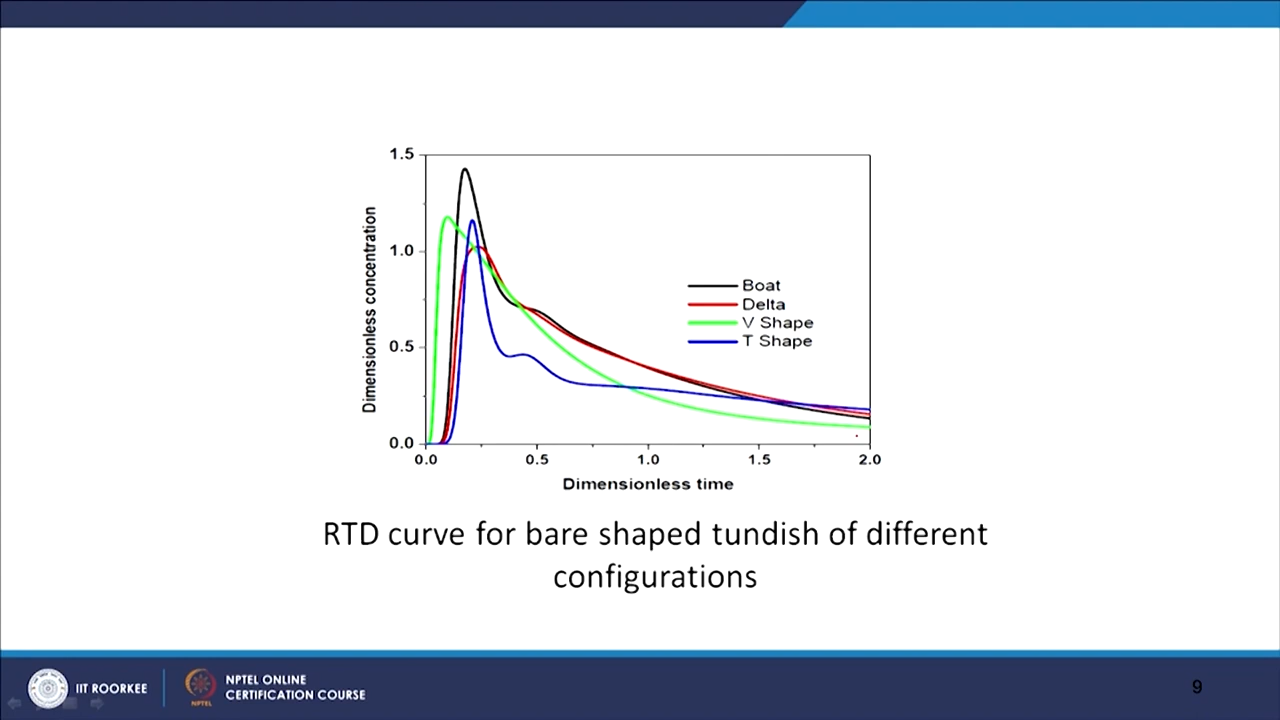 1.5
1.0
0.5
0.0
Dimensionless concentration
Boat
Delta
V Shape
T Shape
0.0 0.5 1.0 1.5 2.0
Dimensionless time
RTD curve for bare shaped tundish of different
configurations
IIT ROORKEE
NPTEL
NPTEL ONLINE
CERTIFICATION COURSE
9